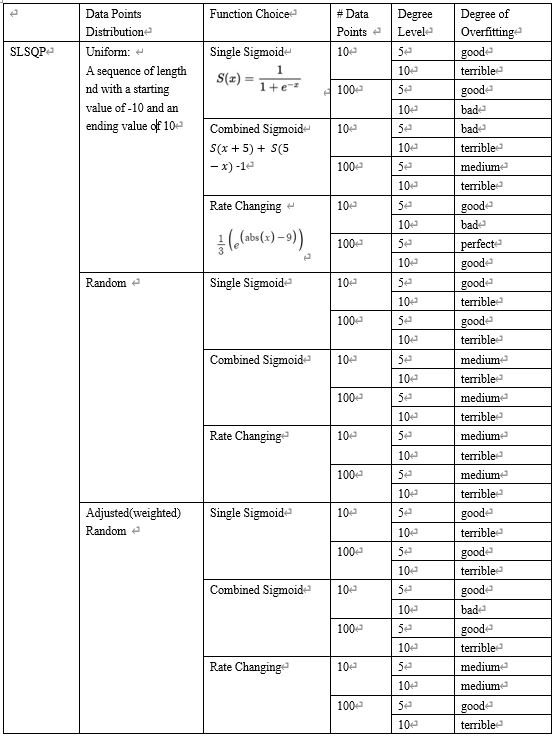 Data Points Distribution Function Choice # Data Points Degree Level Degree of Overfitting
SLSQP Uniform: Single Sigmoid 10 5 good
A sequence of length nd with a starting value of -10 and an ending value of 10
S(x) = 1 / 1 + e^-x
10 terrible
100 5 good
10 bad
Combined Sigmoid 10 5 bad
S(x + 5) + S(5 − x) -1
10 terrible
100 5 medium
10 terrible
Rate Changing 10 5 good
1/3 (e^(abs(x)−9))
10 bad
100 5 perfect
10 good
Random Single Sigmoid 10 5 good
10 terrible
100 5 good
10 terrible
Combined Sigmoid 10 5 medium
10 terrible
100 5 medium
10 terrible
Rate Changing 10 5 medium
10 terrible
100 5 medium
10 terrible
Adjusted(weighted) Random Single Sigmoid 10 5 good
10 terrible
100 5 good
10 terrible
Combined Sigmoid 10 5 good
10 bad
100 5 good
10 terrible
Rate Changing 10 5 medium
10 medium
100 5 good
10 terrible